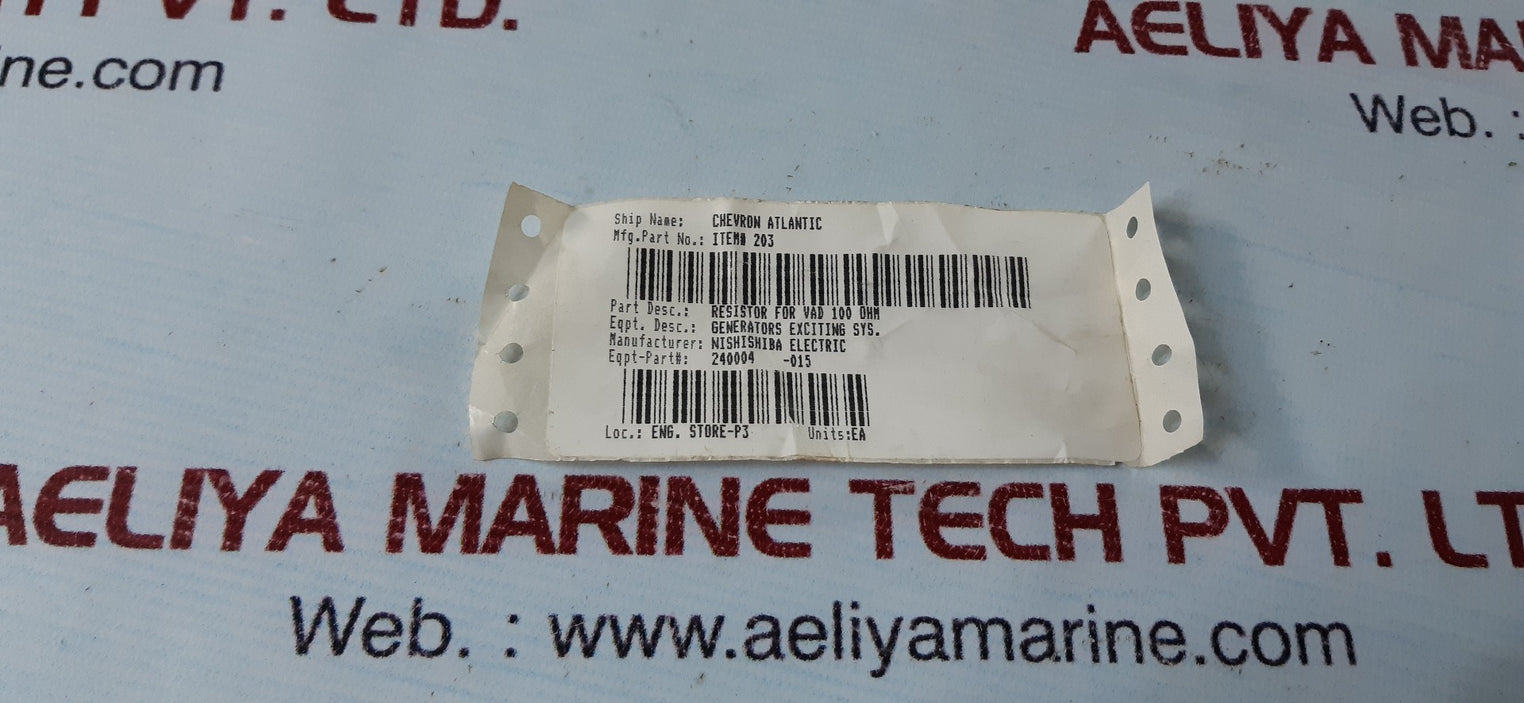 PVT. LTD.
ne.com
AELIYA MA
Web. :
Ship Name: CHEVRON ATLANTIC
Mfg.Part No.: ITEM# 203
Part Desc.: RESISTOR FOR VAD 100 OHM
Eqpt. Desc.: GENERATORS EXCITING SYS.
Manufacturer: NISHISHIBA ELECTRIC
Eqpt-Part#: 240004 -015
Loc.: ENG. STORE-P3 Units:EA
AELIYA MARINE TECH PVT. LT
Web. : www.aeliyamarine.com